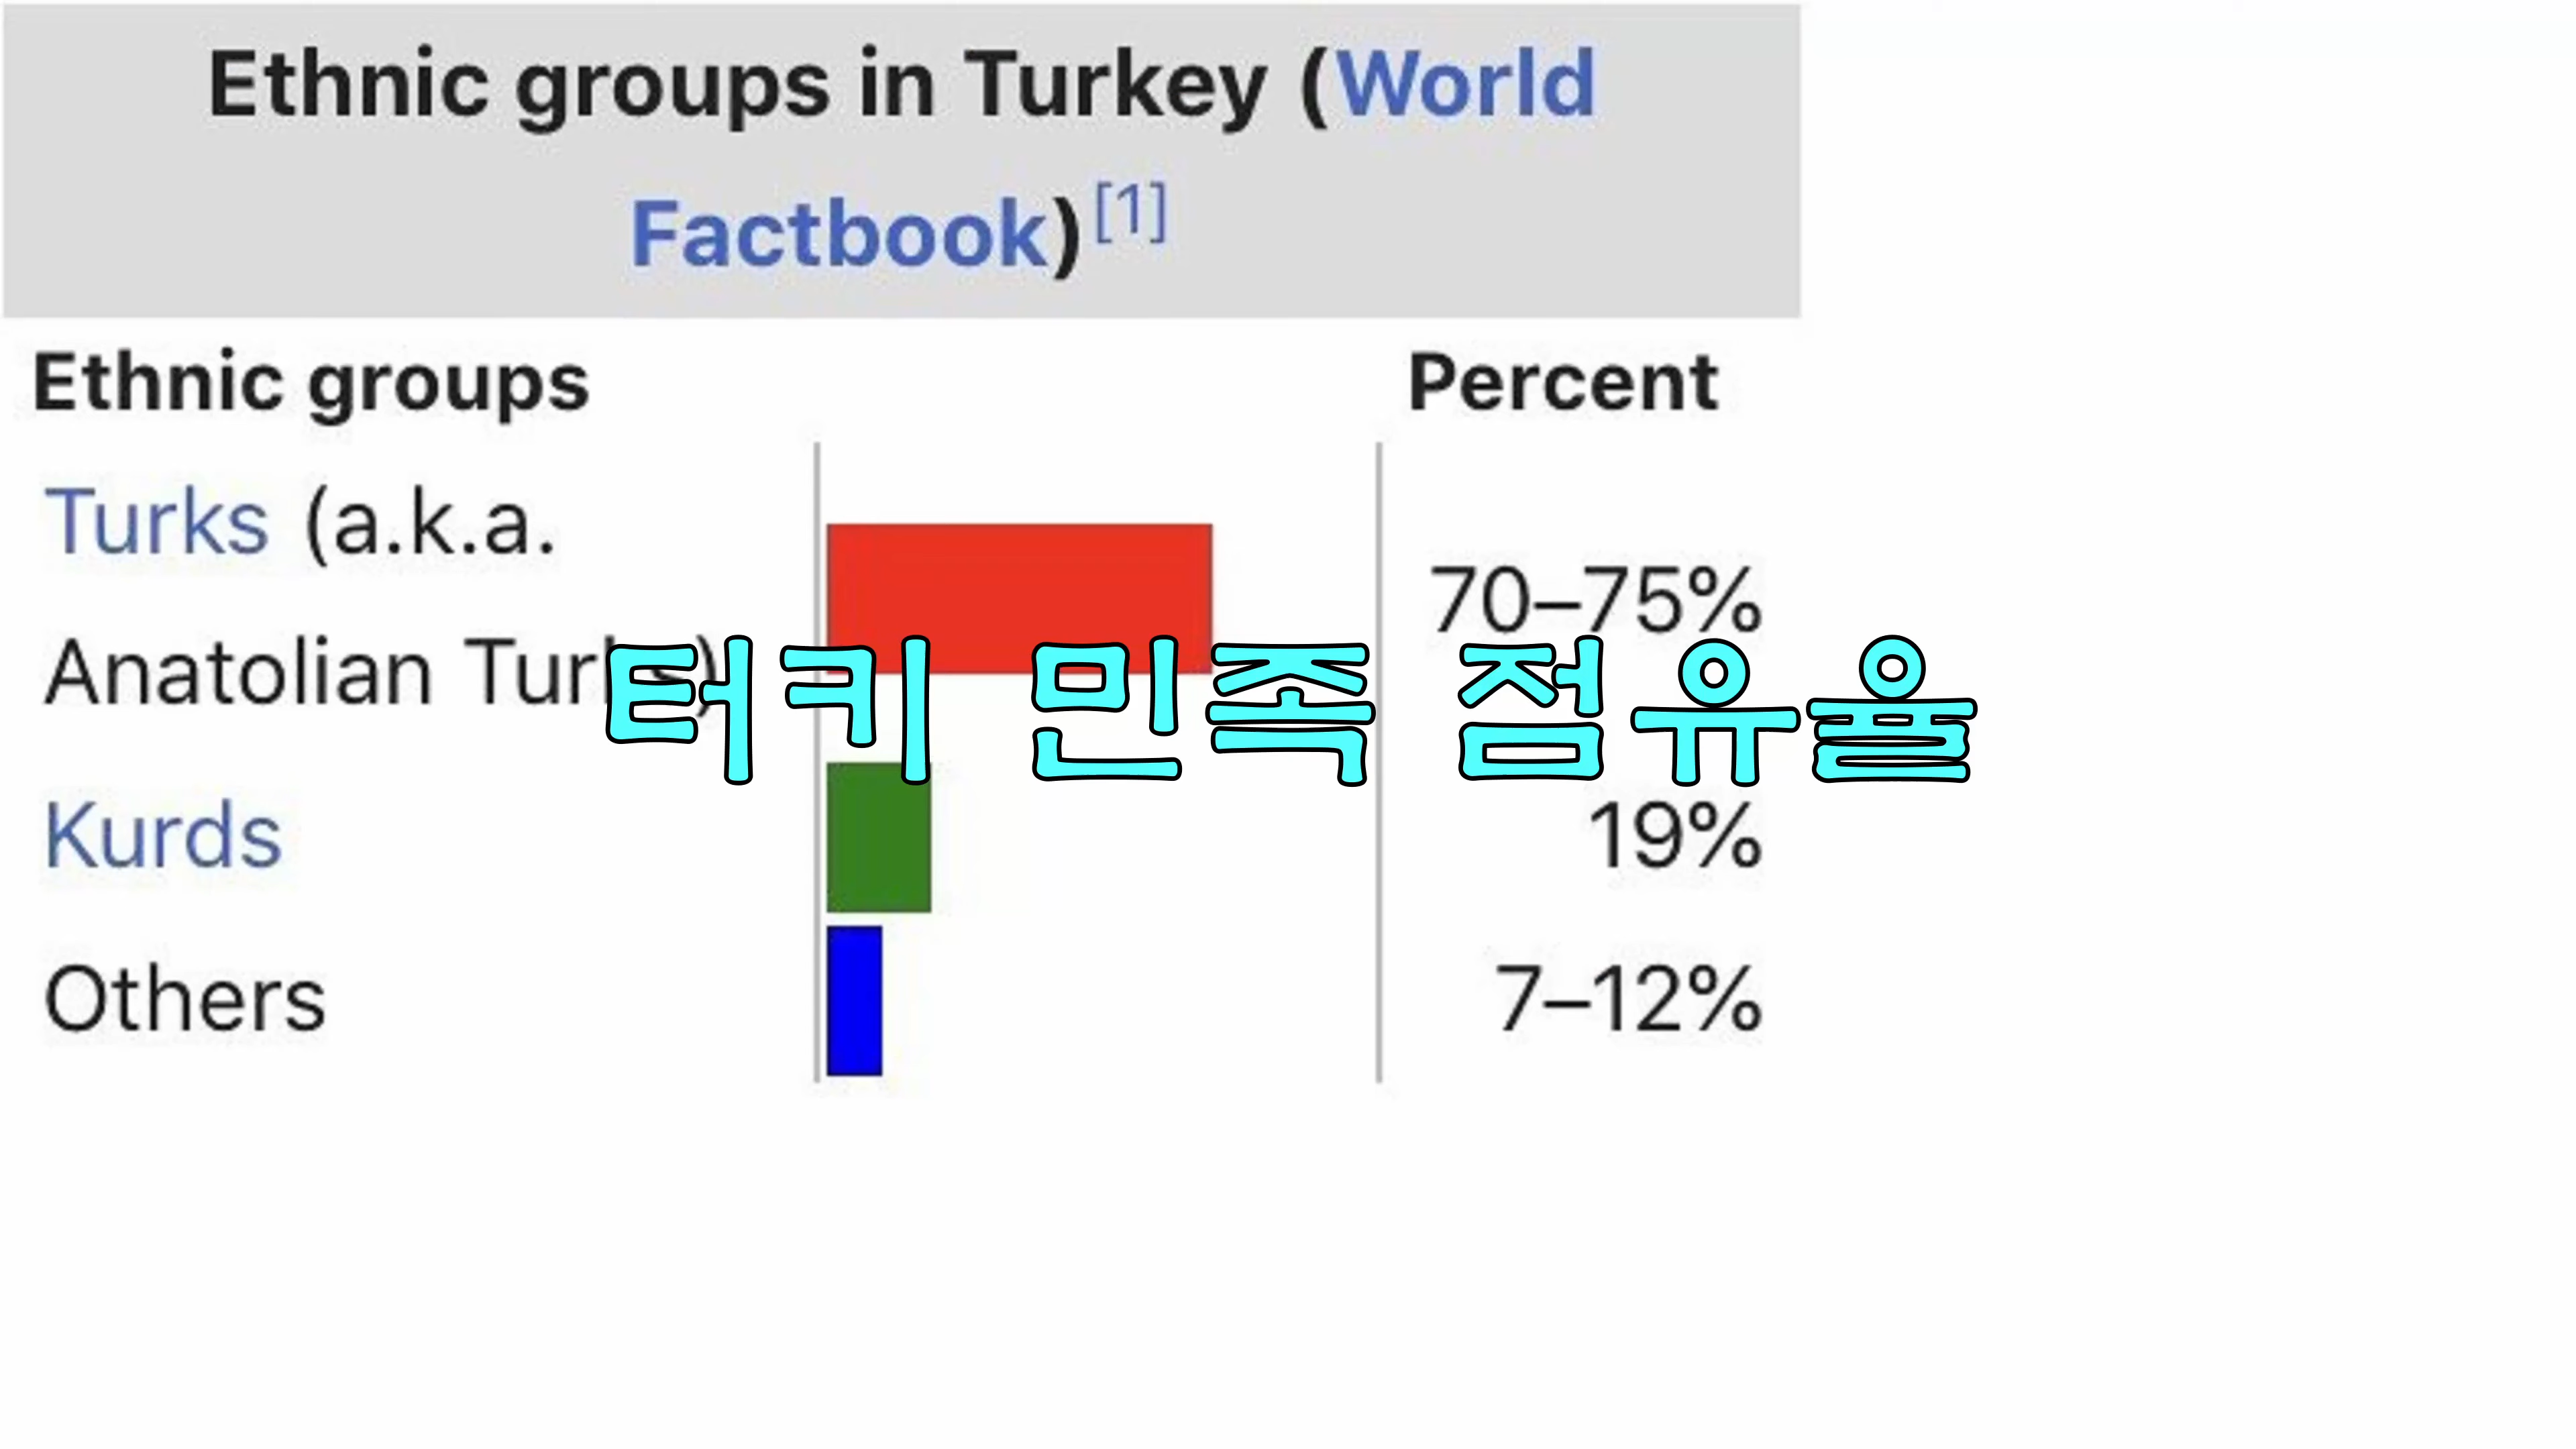 Ethnic groups in Turkey (World
Factbook)[1]
Ethnic groups
Percent
Turks (a.k.a.
Anatolian Turks)
70–75%
터키 민족 점유율
Kurds
19%
Others
7–12%